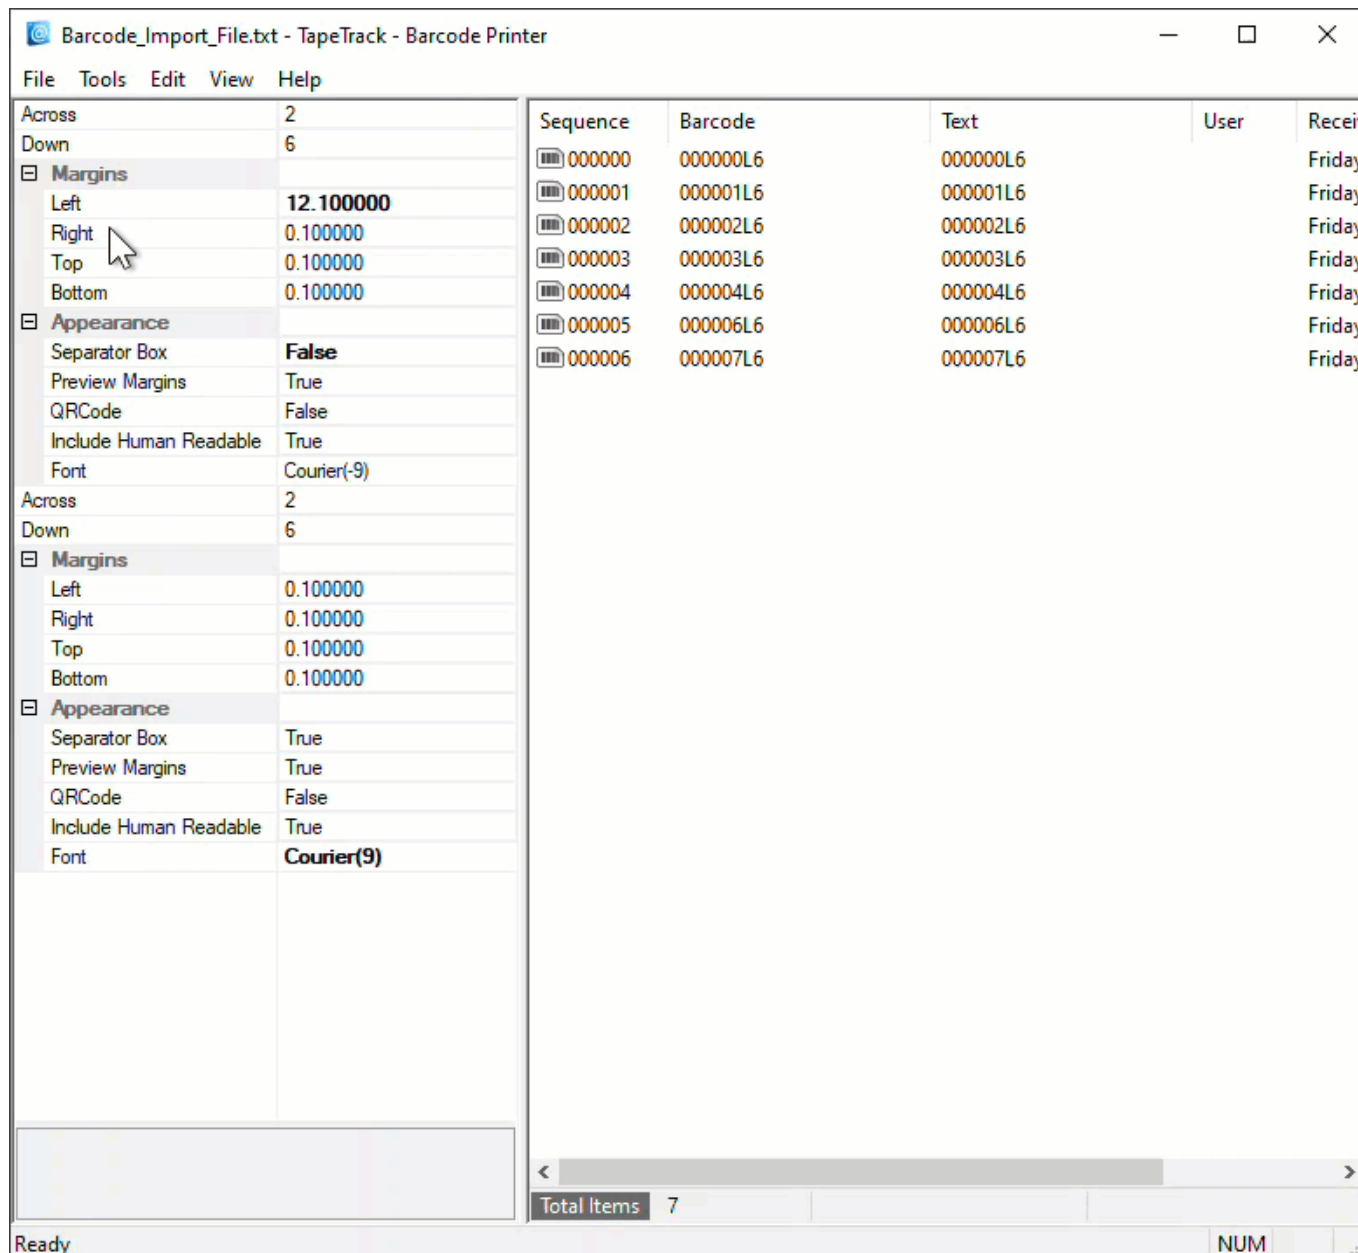 Barcode_Import_File.txt - TapeTrack - Barcode Printer
File Tools Edit View Help
Across 2
Down 6
Margins
Left 12.100000
Right 0.100000
Top 0.100000
Bottom 0.100000
Appearance
Separator Box False
Preview Margins True
QRCode False
Include Human Readable True
Font Courier(-9)
Across 2
Down 6
Margins
Left 0.100000
Right 0.100000
Top 0.100000
Bottom 0.100000
Appearance
Separator Box True
Preview Margins True
QRCode False
Include Human Readable True
Font Courier(9)
Sequence Barcode Text User Recei
000000 000000L6 000000L6 Friday
000001 000001L6 000001L6 Friday
000002 000002L6 000002L6 Friday
000003 000003L6 000003L6 Friday
000004 000004L6 000004L6 Friday
000005 000006L6 000006L6 Friday
000006 000007L6 000007L6 Friday
Total Items 7
Ready NUM